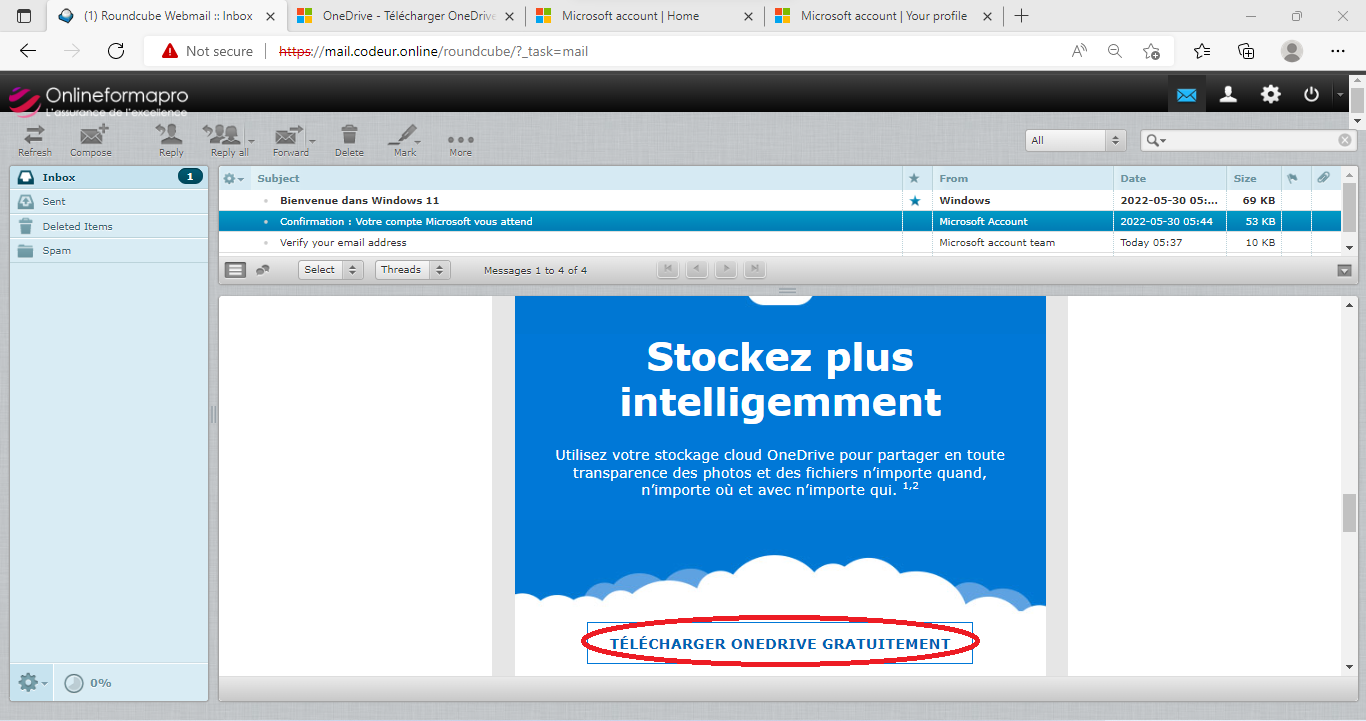 (1) Roundcube Webmail :: Inbox
OneDrive - Télécharger OneDrive
Microsoft account | Home
Microsoft account | Your profile
Not secure
https://mail.codeur.online/roundcube/?_task=mail
Onlineformapro
L'assurance de l'excellence
Refresh
Compose
Reply
Reply all
Forward
Delete
Mark
More
All
Inbox
1
Sent
Deleted Items
Spam
Subject
From
Date
Size
Bienvenue dans Windows 11
Windows
2022-05-30 05:...
69 KB
Confirmation : Votre compte Microsoft vous attend
Microsoft Account
2022-05-30 05:44
53 KB
Verify your email address
Microsoft account team
Today 05:37
10 KB
Select
Threads
Messages 1 to 4 of 4
Stockez plus
intelligemment
Utilisez votre stockage cloud OneDrive pour partager en toute
transparence des photos et des fichiers n’importe quand,
n’importe où et avec n’importe qui. 1,2
TÉLÉCHARGER ONEDRIVE GRATUITEMENT
0%